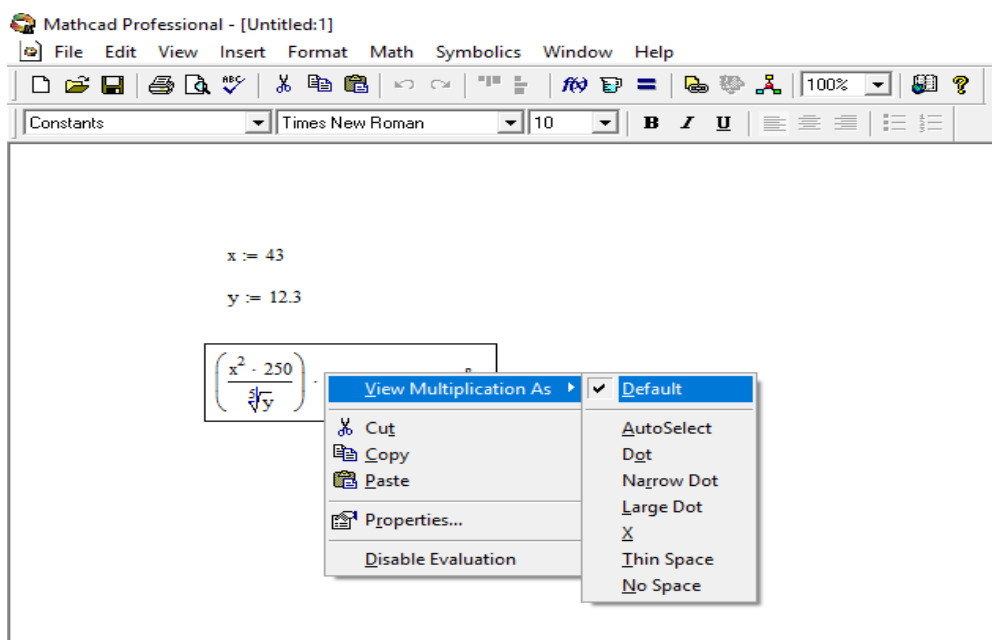 Mathcad Professional - [Untitled:1]
File Edit View Insert Format Math Symbolics Window Help
ABC f(x) = 100% ?
Constants Times New Roman 10 B I U
x := 43
y := 12.3
(x² - 250 / ⁵√y) ·
View Multiplication As
Cut
Copy
Paste
Properties...
Disable Evaluation
Default
AutoSelect
Dot
Narrow Dot
Large Dot
X
Thin Space
No Space